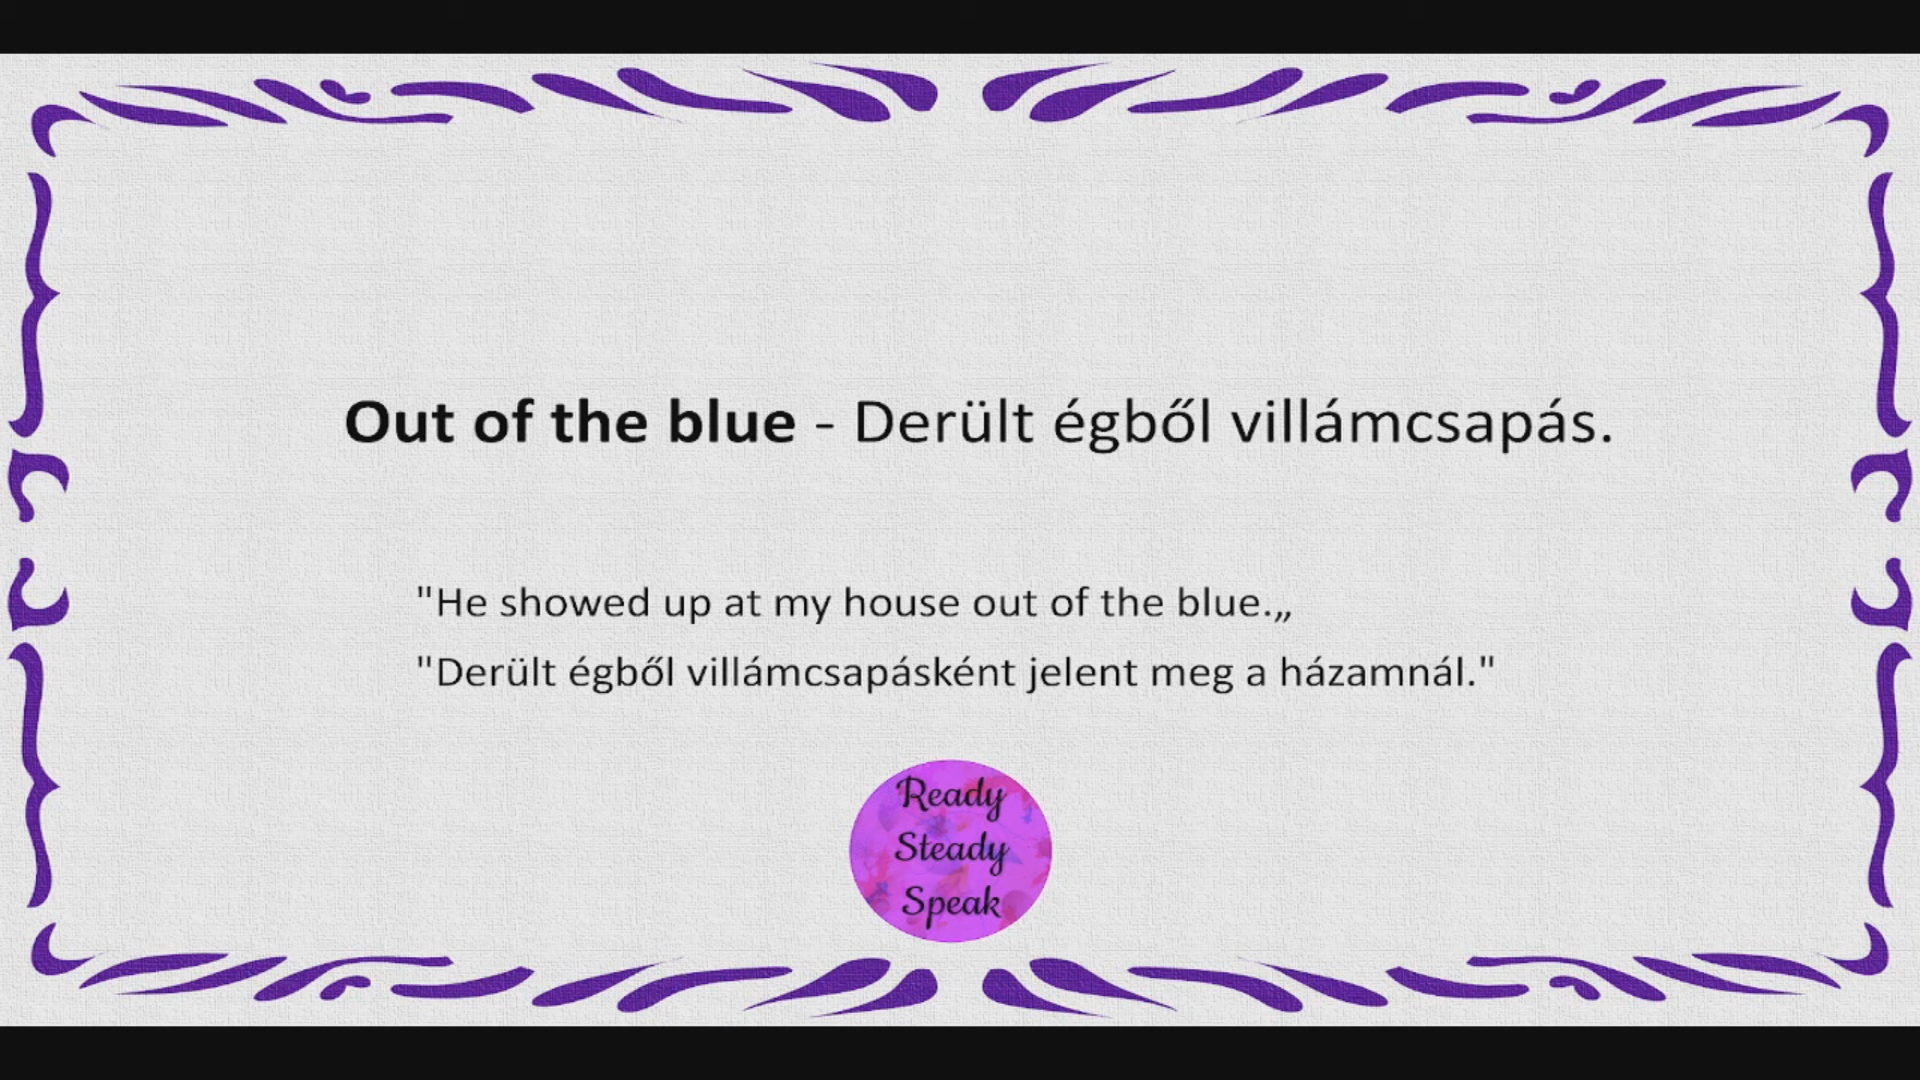 Out of the blue - Derült égből villámcsapás.
"He showed up at my house out of the blue.„
"Derült égből villámcsapásként jelent meg a házamnál."
Ready
Steady
Speak